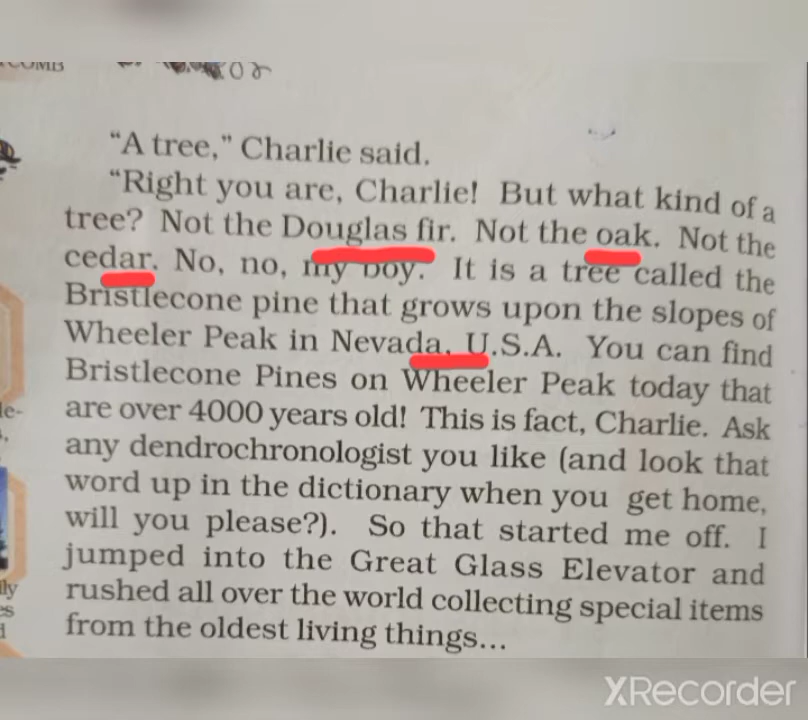 COMB
"A tree," Charlie said.
"Right you are, Charlie! But what kind of a
tree? Not the Douglas fir. Not the oak. Not the
cedar. No, no, my boy. It is a tree called the
Bristlecone pine that grows upon the slopes of
Wheeler Peak in Nevada, U.S.A. You can find
Bristlecone Pines on Wheeler Peak today that
are over 4000 years old! This is fact, Charlie. Ask
any dendrochronologist you like (and look that
word up in the dictionary when you get home,
will you please?). So that started me off. I
jumped into the Great Glass Elevator and
rushed all over the world collecting special items
from the oldest living things...
XRecorder